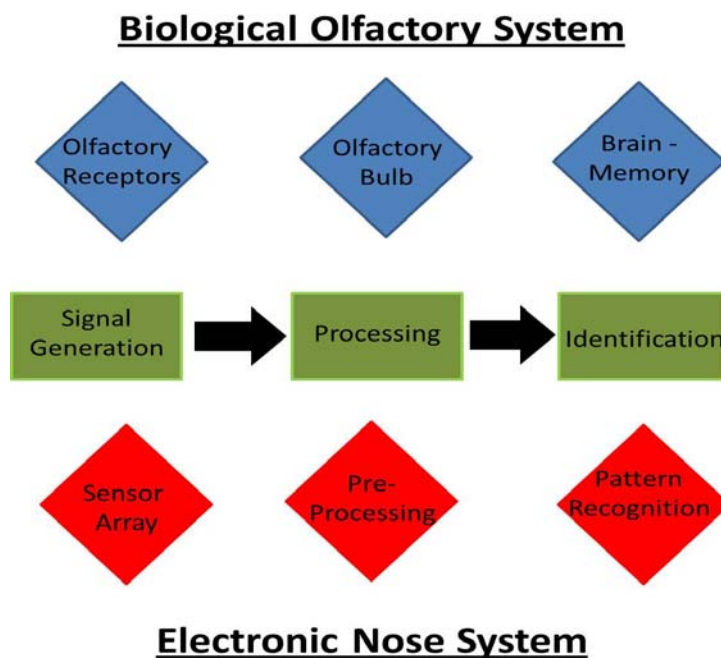 Biological Olfactory System
Olfactory
Receptors
Olfactory
Bulb
Brain -
Memory
Signal
Generation
Processing
Identification
Sensor
Array
Pre-
Processing
Pattern
Recognition
Electronic Nose System